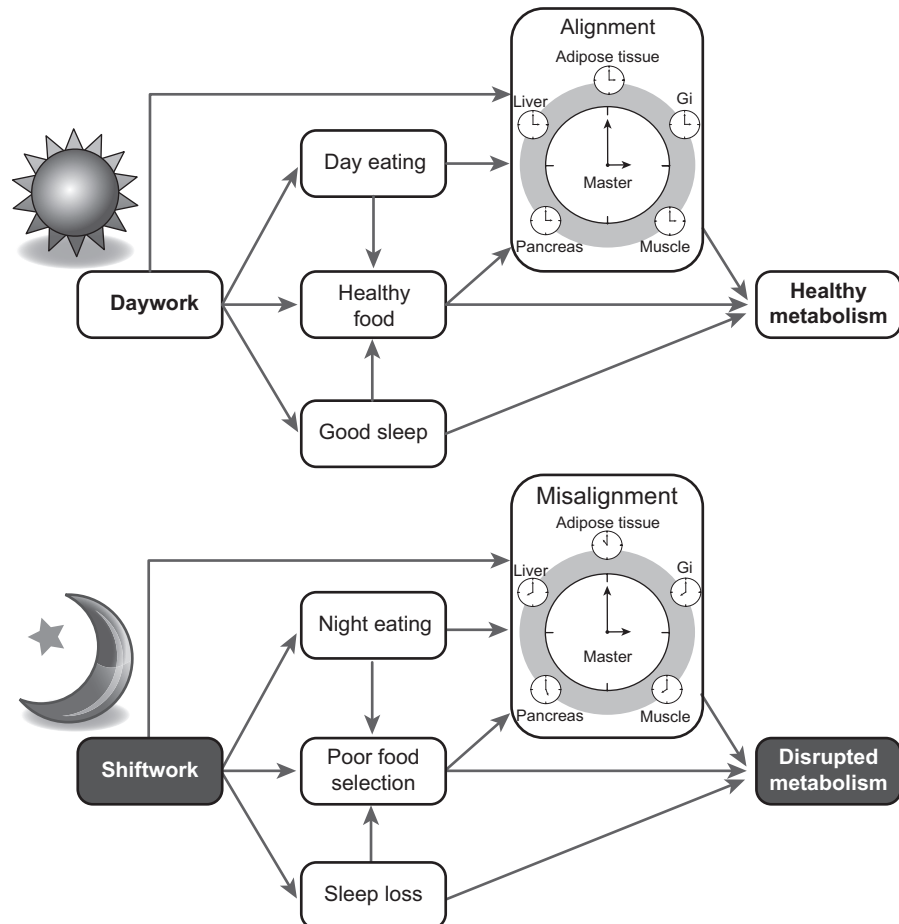 Alignment
Adipose tissue
Liver
Gi
Day eating
Master
Pancreas
Muscle
Daywork
Healthy
food
Healthy
metabolism
Good sleep
Misalignment
Adipose tissue
Liver
Gi
Night eating
Master
Pancreas
Muscle
Shiftwork
Poor food
selection
Disrupted
metabolism
Sleep loss